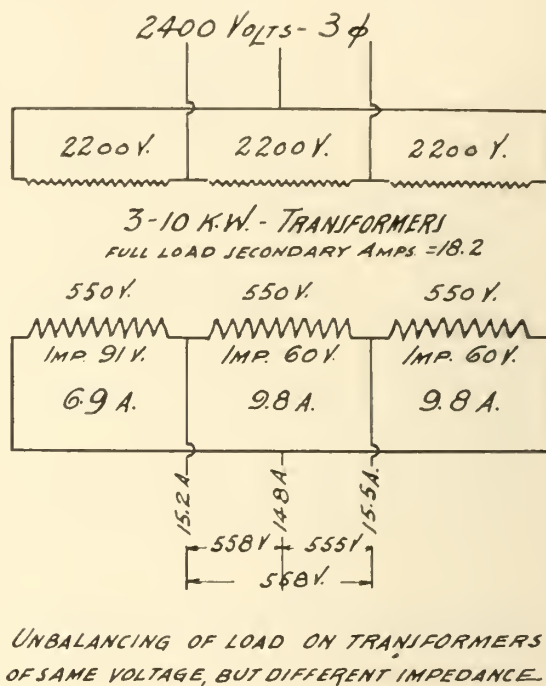 2400 VOLTS - 3 φ
2200 V. 2200 V. 2200 V.
3-10 K.W. - TRANSFORMERS
FULL LOAD SECONDARY AMPS. = 18.2
550 V. 550 V. 550 V.
IMP. 91 V. IMP. 60 V. IMP. 60 V.
6.9 A. 9.8 A. 9.8 A.
15.2 A. 14.8 A. 15.5 A.
558 V 555 V
558 V.
UNBALANCING OF LOAD ON TRANSFORMERS
OF SAME VOLTAGE, BUT DIFFERENT IMPEDANCE